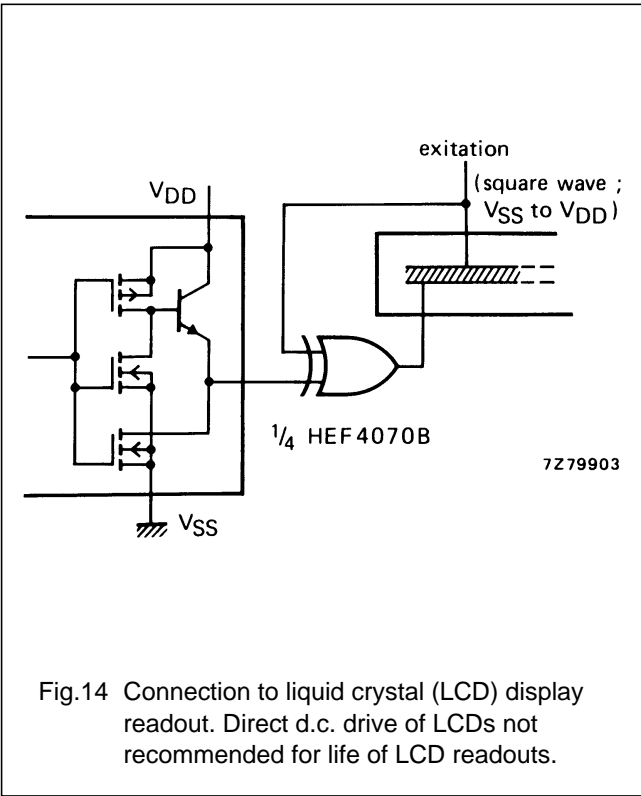 exitation
(square wave ;
VSS to VDD)
VDD
1/4 HEF4070B
7Z79903
VSS
Fig.14 Connection to liquid crystal (LCD) display
readout. Direct d.c. drive of LCDs not
recommended for life of LCD readouts.